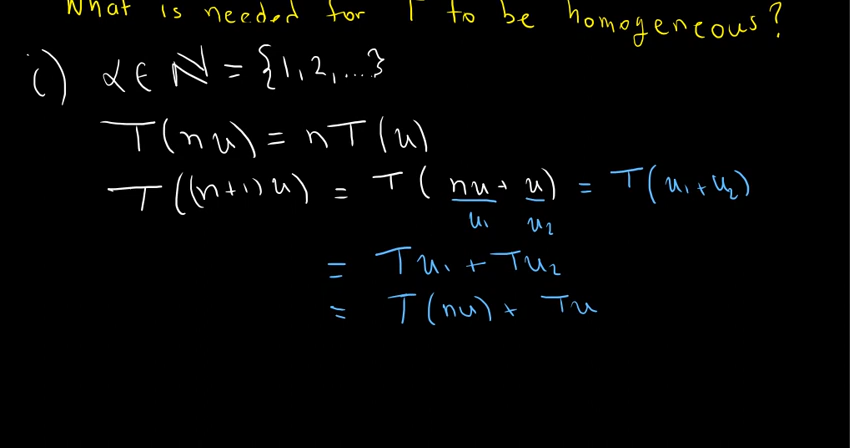 What is needed for T to be homogeneous?
i) α ∈ ℕ = {1, 2, ...}
T(nu) = nT(u)
T((n+1)u) = T(nu + u) = T(u₁ + u₂)
u₁ u₂
= Tu₁ + Tu₂
= T(nu) + Tu